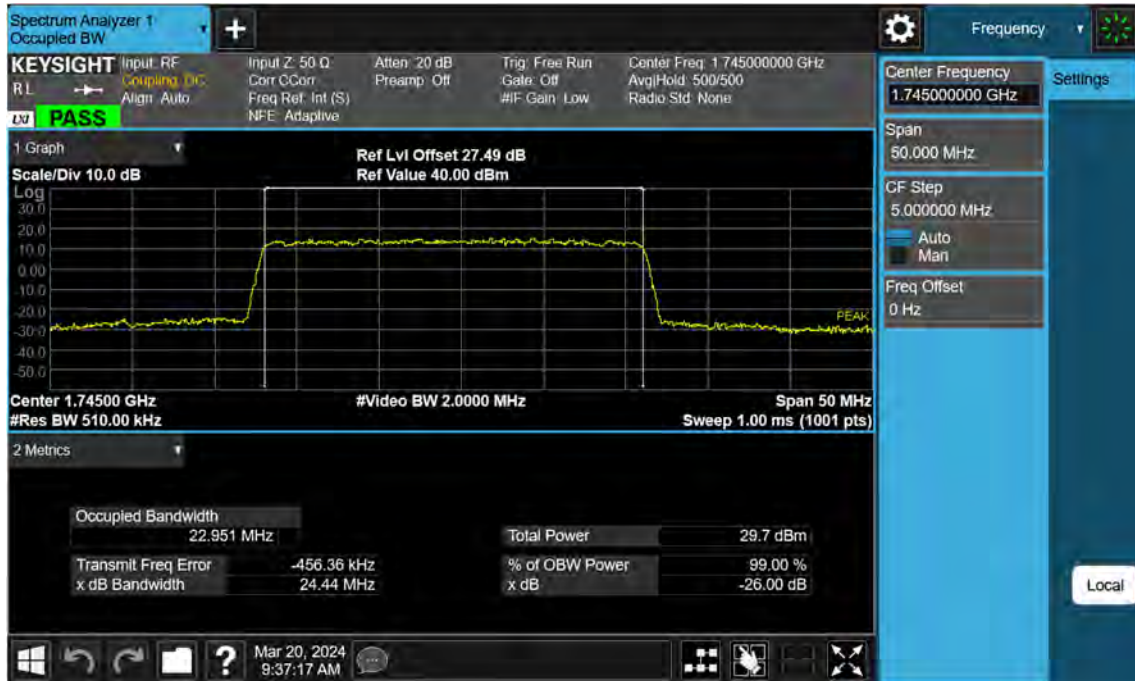 Spectrum Analyzer 1
Occupied BW
+
Frequency
KEYSIGHT
RL
LXI PASS
Input: RF
Coupling: DC
Align: Auto
Input Z: 50 Ω
Corr CCorr
Freq Ref: Int (S)
NFE: Adaptive
Atten: 20 dB
Preamp: Off
Trig: Free Run
Gate: Off
#IF Gain: Low
Center Freq: 1.745000000 GHz
Avg|Hold: 500/500
Radio Std: None
Center Frequency
1.745000000 GHz
Settings
Span
50.000 MHz
CF Step
5.000000 MHz
Auto
Man
Freq Offset
0 Hz
Local
1 Graph
Scale/Div 10.0 dB
Ref Lvl Offset 27.49 dB
Ref Value 40.00 dBm
Log
30.0
20.0
10.0
0.00
-10.0
-20.0
-30.0
-40.0
-50.0
PEAK
Center 1.74500 GHz
#Video BW 2.0000 MHz
Span 50 MHz
#Res BW 510.00 kHz
Sweep 1.00 ms (1001 pts)
2 Metrics
Occupied Bandwidth
22.951 MHz
Total Power 29.7 dBm
Transmit Freq Error -456.36 kHz
% of OBW Power 99.00 %
x dB Bandwidth 24.44 MHz
x dB -26.00 dB
?
Mar 20, 2024
9:37:17 AM